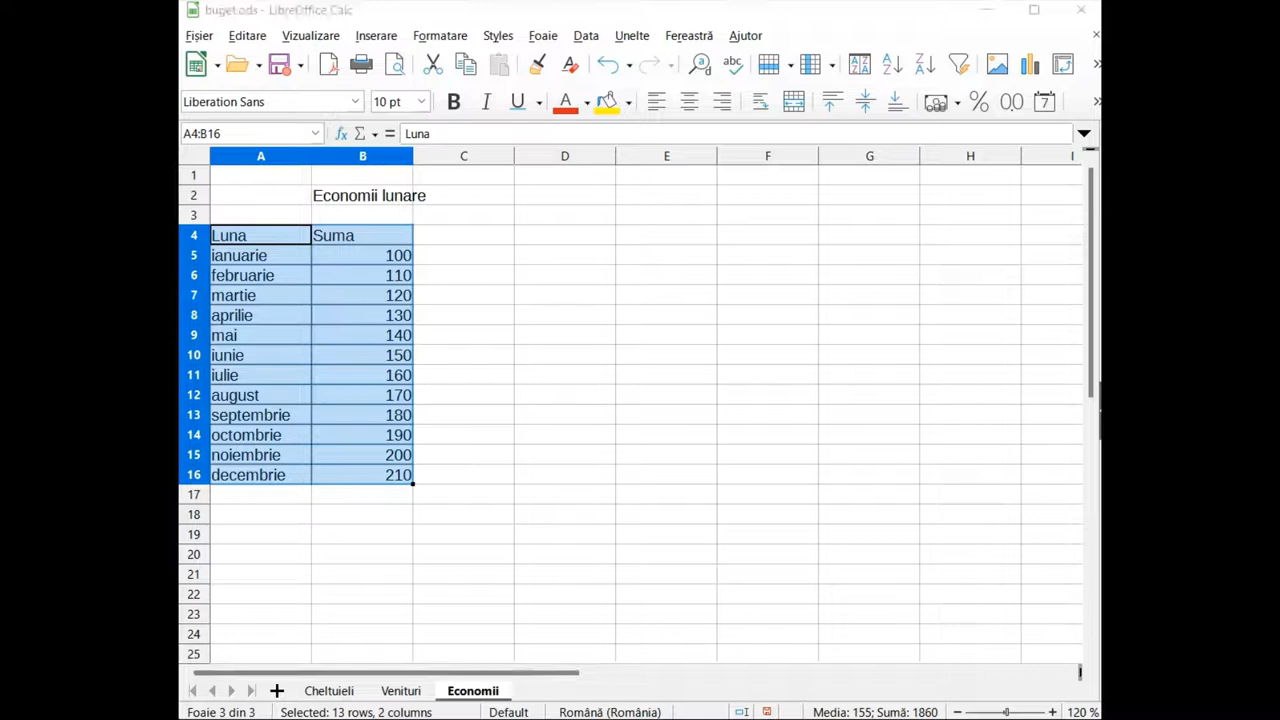 buget.ods - LibreOffice Calc
Fișier Editare Vizualizare Inserare Formatare Styles Foaie Data Unelte Fereastră Ajutor
Liberation Sans 10 pt
A4:B16 Luna
A B C D E F G H I
1
2 Economii lunare
3
4 Luna Suma
5 ianuarie 100
6 februarie 110
7 martie 120
8 aprilie 130
9 mai 140
10 iunie 150
11 iulie 160
12 august 170
13 septembrie 180
14 octombrie 190
15 noiembrie 200
16 decembrie 210
17
18
19
20
21
22
23
24
25
Cheltuieli Venituri Economii
Foaie 3 din 3 Selected: 13 rows, 2 columns Default Română (România) Media: 155; Sumă: 1860 120 %